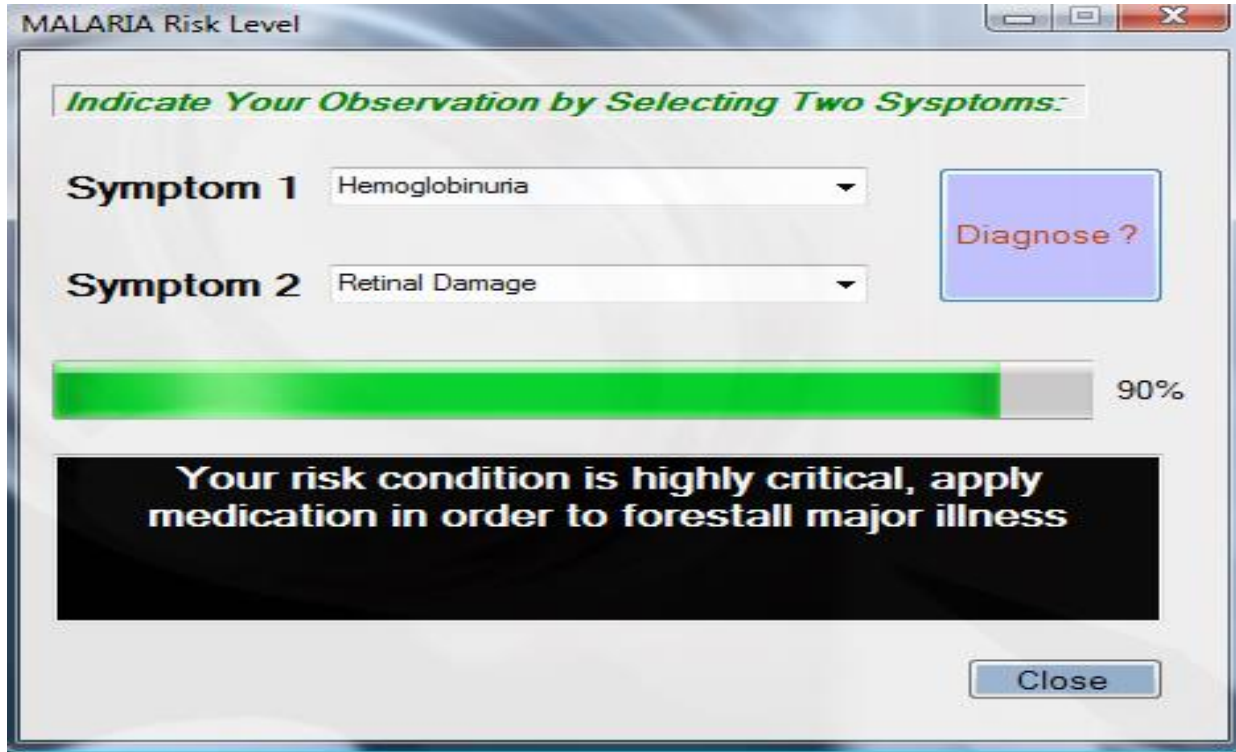 MALARIA Risk Level
Indicate Your Observation by Selecting Two Sysptoms:
Symptom 1 Hemoglobinuria
Diagnose ?
Symptom 2 Retinal Damage
90%
Your risk condition is highly critical, apply
medication in order to forestall major illness
Close